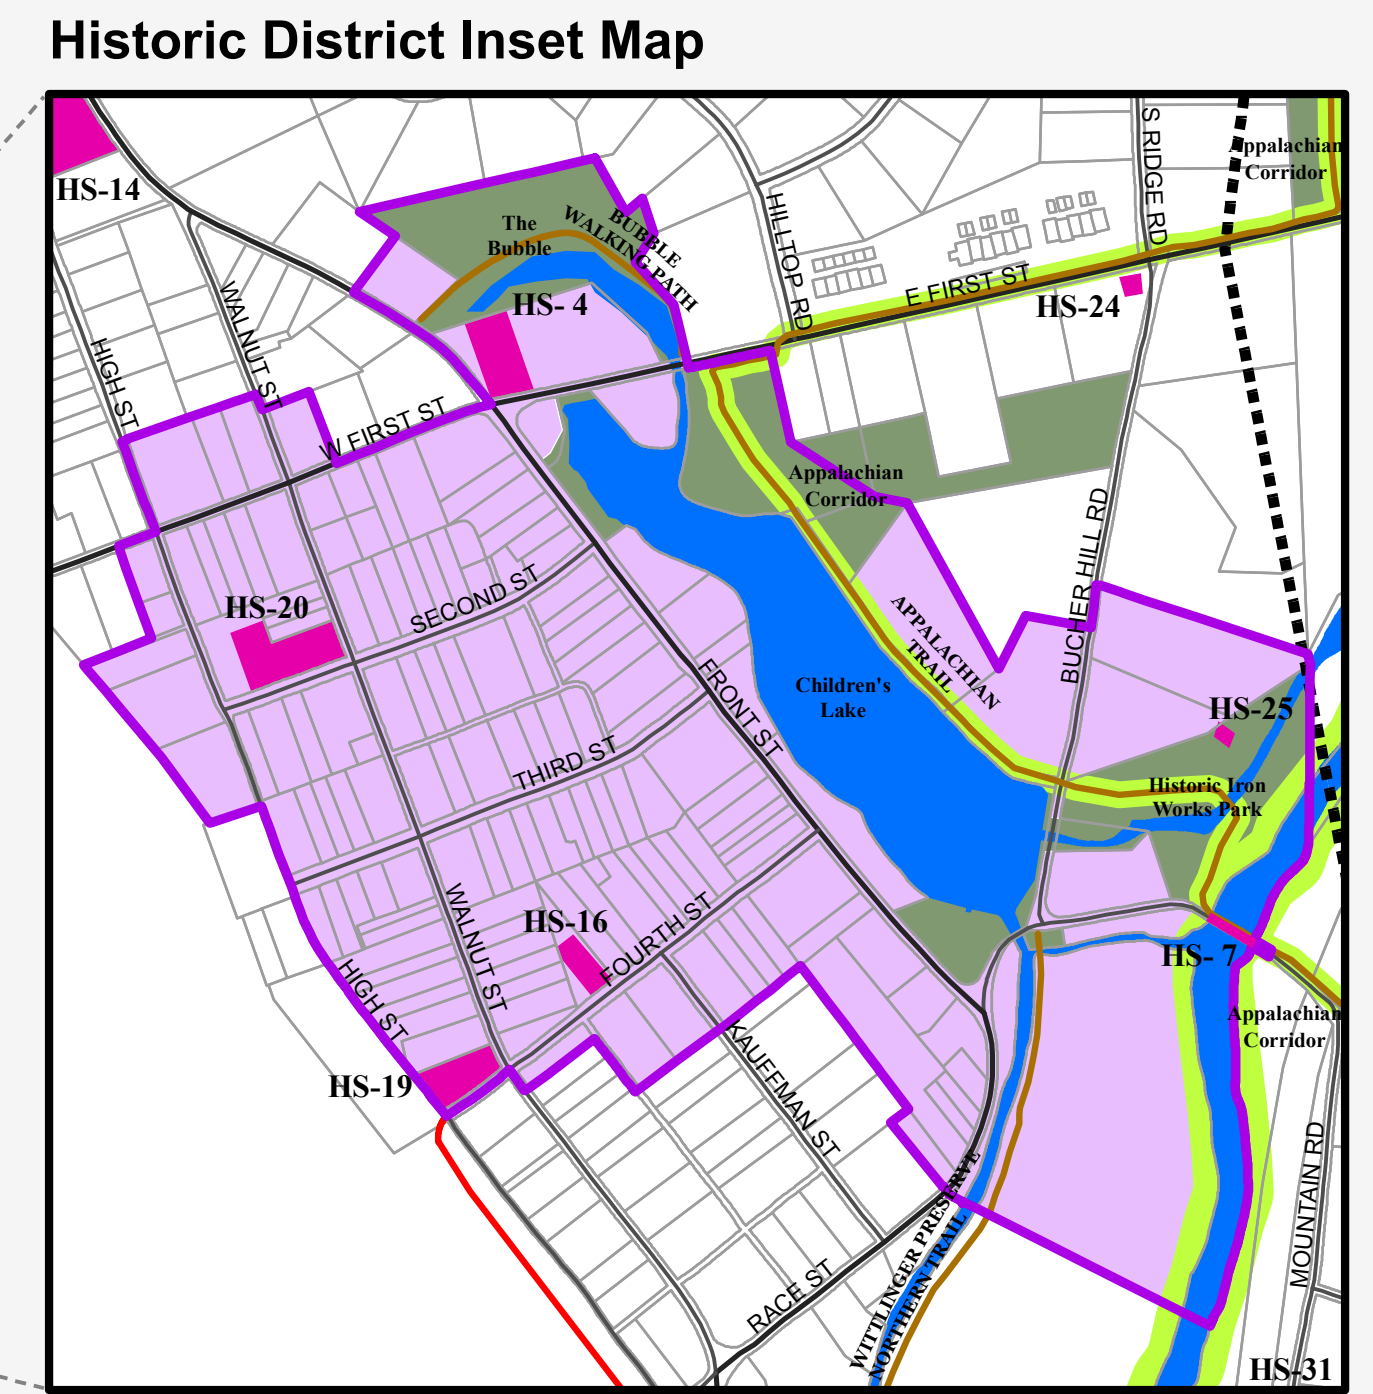 Historic District Inset Map
HS-14
The
Bubble
BUBBLE
WALKING PATH
HS- 4
HILLTOP RD
S RIDGE RD
Appalachian
Corridor
E FIRST ST
HS-24
HIGH ST
WALNUT ST
W FIRST ST
Appalachian
Corridor
BUCHER HILL RD
HS-20
SECOND ST
APPALACHIAN
TRAIL
FRONT ST
Children's
Lake
HS-25
THIRD ST
Historic Iron
Works Park
WALNUT ST
HS-16
FOURTH ST
HS- 7
HIGH ST
Appalachian
Corridor
KAUFFMAN ST
HS-19
MOUNTAIN RD
WITTLINGER PRESERVE
NORTHERN TRAIL
RACE ST
HS-31